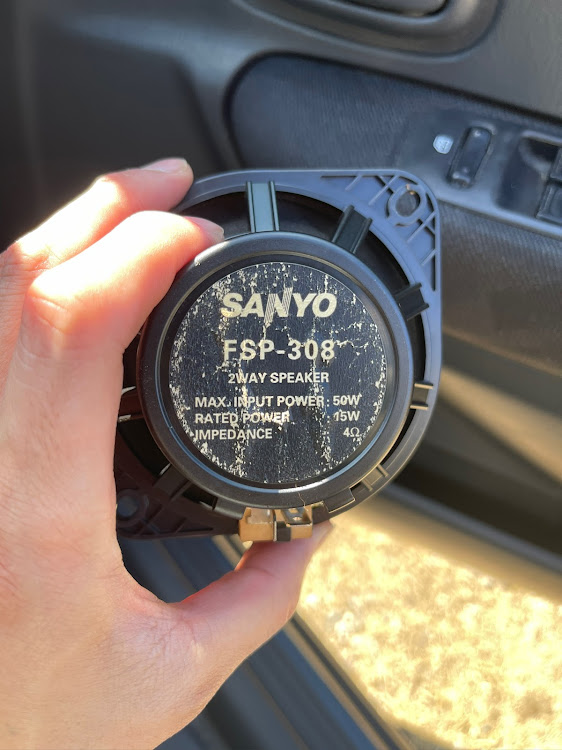 SANYO
FSP-308
2WAY SPEAKER
MAX. INPUT POWER : 50W
RATED POWER 15W
IMPEDANCE 4Ω